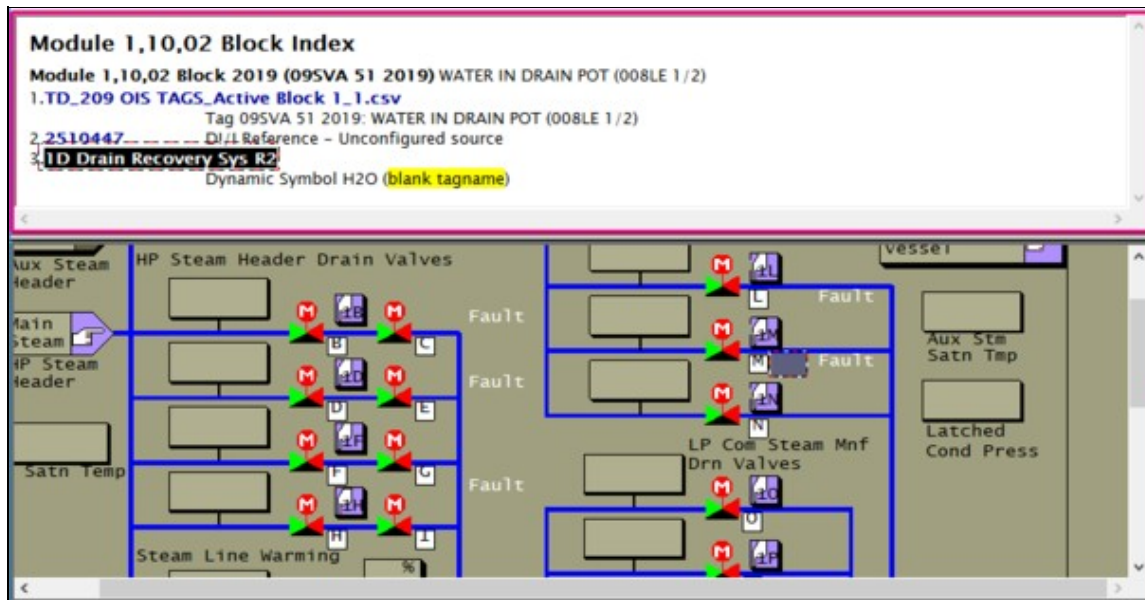 Module 1,10,02 Block Index
Module 1,10,02 Block 2019 (09SVA 51 2019) WATER IN DRAIN POT (008LE 1/2)
1.TD_209 OIS TAGS_Active Block 1_1.csv
Tag 09SVA 51 2019: WATER IN DRAIN POT (008LE 1/2)
2.2510447 DI/I Reference – Unconfigured source
3.1D Drain Recovery Sys R2
Dynamic Symbol H2O (blank tagname)
Aux Steam
Header
Main
Steam
HP Steam
Header
Satn Temp
HP Steam Header Drain Valves
M 1B M Fault
B C
M 1D M Fault
D E
M 1F M
F G
M 1H M Fault
H I
Steam Line Warming
%
M 1L Fault
L
M 1M Fault
M
M 1N
N
LP Com Steam Mnf
Drn Valves
M 1O
O
M 1P
Vessel
Aux Stm
Satn Tmp
Latched
Cond Press